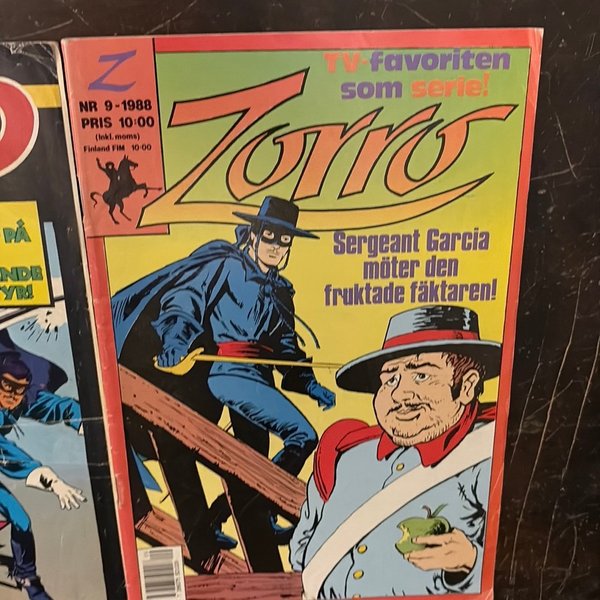 Z
NR 9-1988
PRIS 10:00
(Inkl. moms)
Finland FIM 10:00
TV-favoriten
som serie!
Zorro
Sergeant Garcia
möter den
fruktade fäktaren!
PÅ
NDE
TYR!